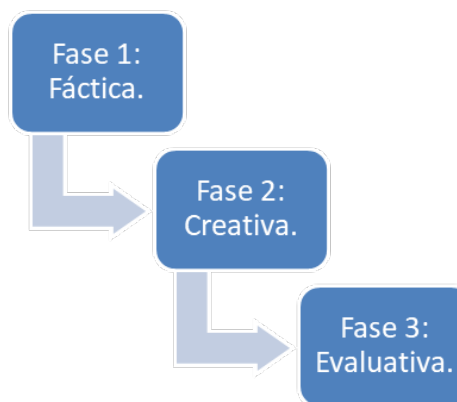 Fase 1:
Fáctica.
Fase 2:
Creativa.
Fase 3:
Evaluativa.